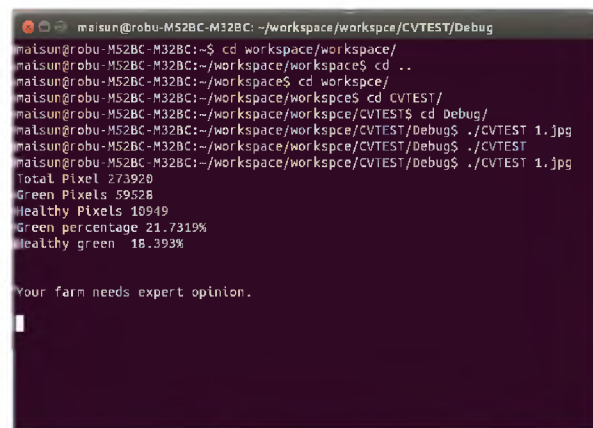 maisun@robu-M52BC-M32BC: ~/workspace/workspce/CVTEST/Debug
maisun@robu-M52BC-M32BC:~$ cd workspace/workspace/
maisun@robu-M52BC-M32BC:~/workspace/workspace$ cd ..
maisun@robu-M52BC-M32BC:~/workspace$ cd workspce/
maisun@robu-M52BC-M32BC:~/workspace/workspce$ cd CVTEST/
maisun@robu-M52BC-M32BC:~/workspace/workspce/CVTEST$ cd Debug/
maisun@robu-M52BC-M32BC:~/workspace/workspce/CVTEST/Debug$ ./CVTEST 1.jpg
maisun@robu-M52BC-M32BC:~/workspace/workspce/CVTEST/Debug$ ./CVTEST
maisun@robu-M52BC-M32BC:~/workspace/workspce/CVTEST/Debug$ ./CVTEST 1.jpg
Total Pixel 273920
Green Pixels 59528
Healthy Pixels 10949
Green percentage 21.7319%
Healthy green  18.393%
Your farm needs expert opinion.